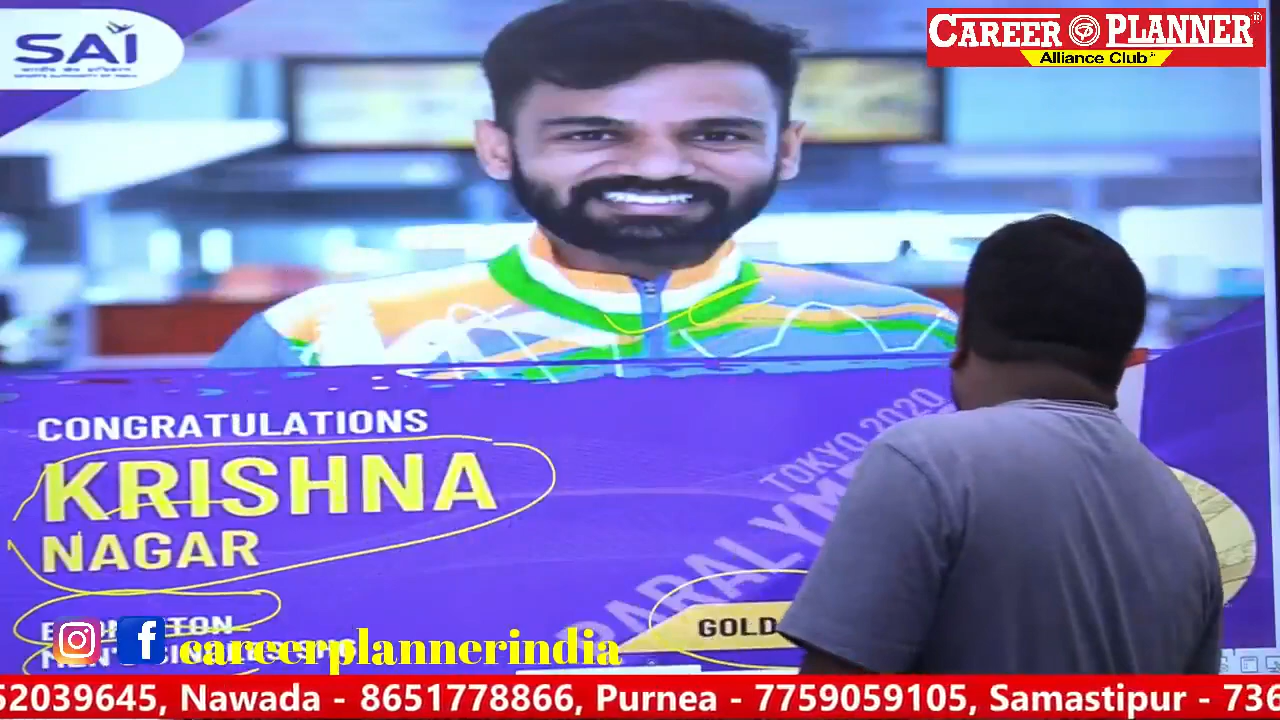 SAI
CAREER PLANNER®
Alliance Club
CONGRATULATIONS
KRISHNA
NAGAR
TOKYO 2020
GOLD
careerplannerindia
52039645, Nawada - 8651778866, Purnea - 7759059105, Samastipur - 736